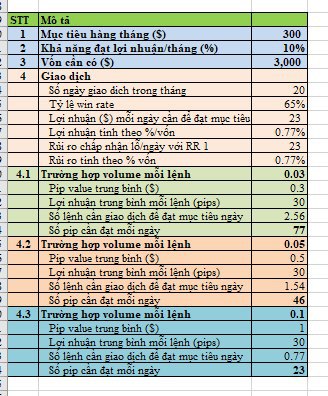 STT Mô tả
1 Mục tiêu hàng tháng ($) 300
2 Khả năng đạt lợi nhuận/tháng (%) 10%
3 Vốn cần có ($) 3,000
4 Giao dịch
Số ngày giao dịch trong tháng 20
Tỷ lệ win rate 65%
Lợi nhuận ($) mỗi ngày cần để đạt mục tiêu 23
Lợi nhuận tính theo %/vốn 0.77%
Rủi ro chấp nhận lỗ/ngày với RR 1 23
Rủi ro tính theo % vốn 0.77%
4.1 Trường hợp volume mỗi lệnh 0.03
Pip value trung bình ($) 0.3
Lợi nhuận trung bình mỗi lệnh (pips) 30
Số lệnh cần giao dịch để đạt mục tiêu ngày 2.56
Số pip cần đạt mỗi ngày 77
4.2 Trường hợp volume mỗi lệnh 0.05
Pip value trung bình ($) 0.5
Lợi nhuận trung bình mỗi lệnh (pips) 30
Số lệnh cần giao dịch để đạt mục tiêu ngày 1.54
Số pip cần đạt mỗi ngày 46
4.3 Trường hợp volume mỗi lệnh 0.1
Pip value trung bình ($) 1
Lợi nhuận trung bình mỗi lệnh (pips) 30
Số lệnh cần giao dịch để đạt mục tiêu ngày 0.77
Số pip cần đạt mỗi ngày 23